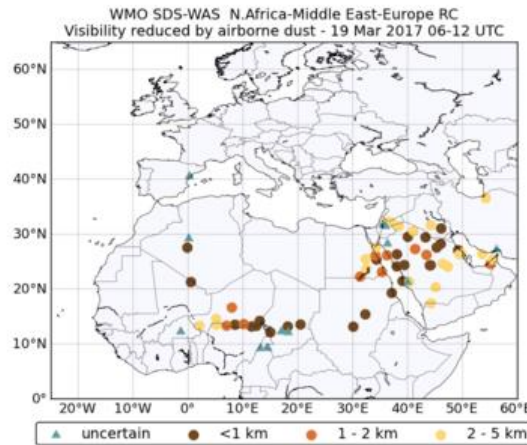 WMO SDS-WAS N.Africa-Middle East-Europe RC
Visibility reduced by airborne dust - 19 Mar 2017 06-12 UTC
60°N
50°N
40°N
30°N
20°N
10°N
0°
20°W 10°W 0° 10°E 20°E 30°E 40°E 50°E 60°E
uncertain <1 km 1 - 2 km 2 - 5 km